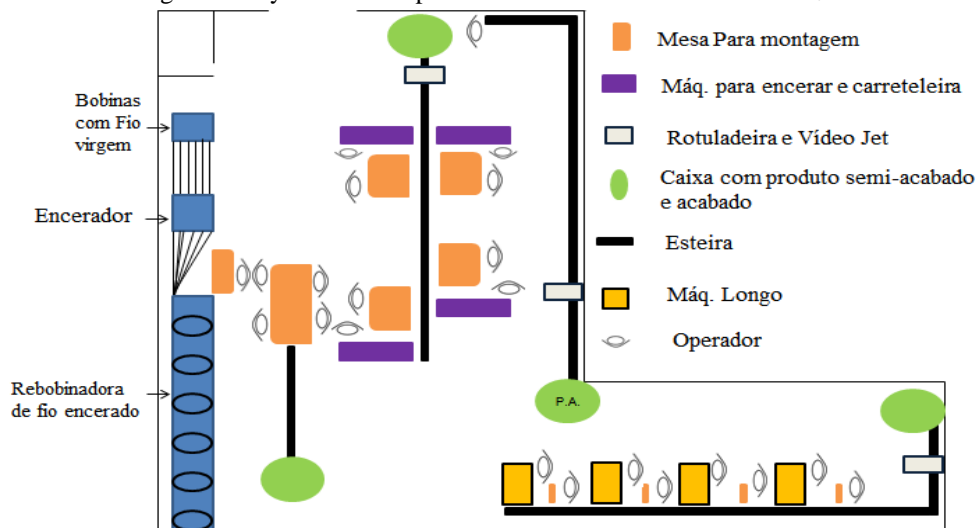 Bobinas
com Fio
virgem
Encerador
Rebobinadora
de fio encerado
P.A.
Mesa Para montagem
Máq. para encerar e carreteleira
Rotuladeira e Vídeo Jet
Caixa com produto semi-acabado
e acabado
Esteira
Máq. Longo
Operador